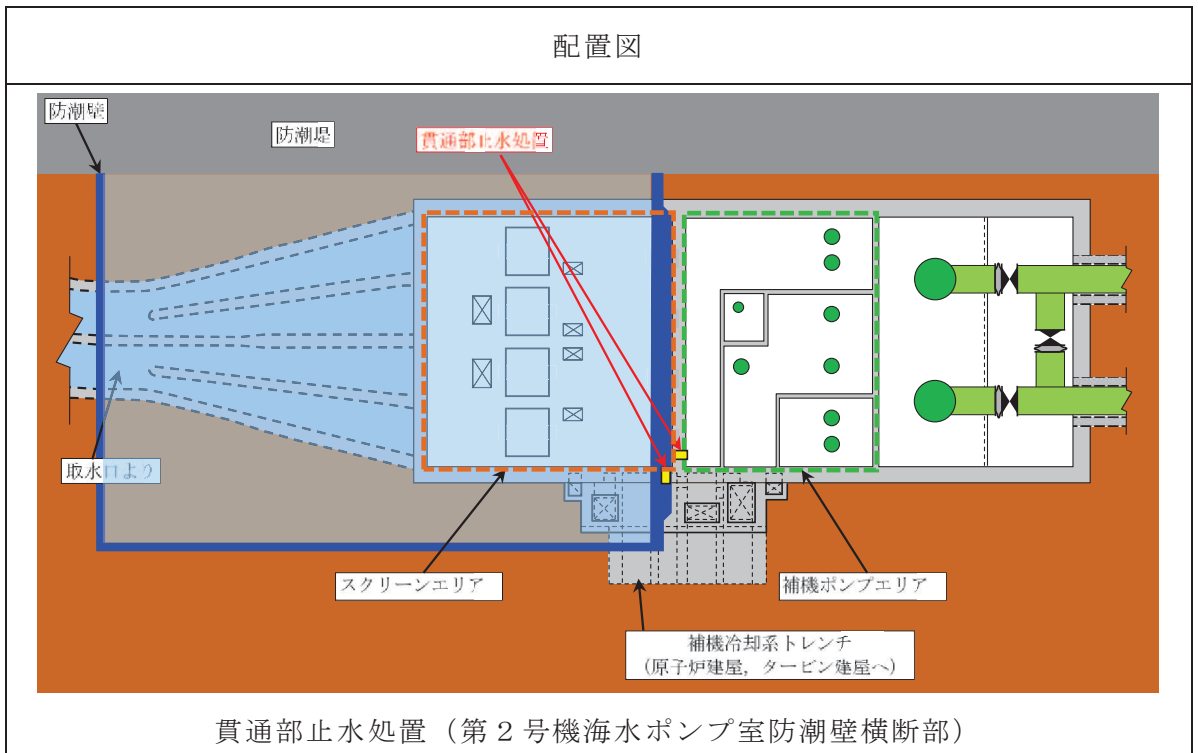 配置図
防潮壁
防潮堤
貫通部止水処置
取水口より
スクリーンエリア
補機ポンプエリア
補機冷却系トレンチ
(原子炉建屋，タービン建屋へ)
貫通部止水処置（第２号機海水ポンプ室防潮壁横断部）